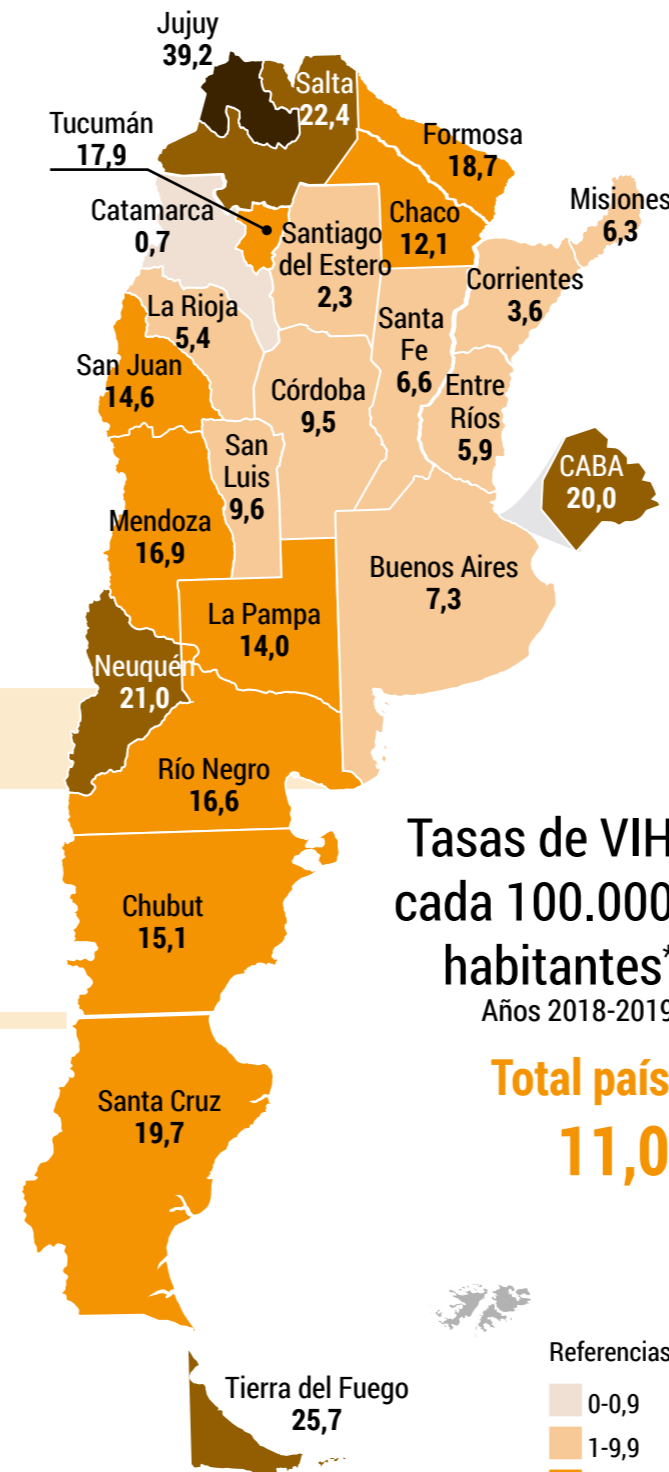 Jujuy
39,2
Salta
22,4
Tucumán
17,9
Formosa
18,7
Catamarca
0,7
Chaco
12,1
Misiones
6,3
Santiago
del Estero
2,3
Corrientes
3,6
La Rioja
5,4
Santa
Fe
6,6
San Juan
14,6
Córdoba
9,5
Entre
Ríos
5,9
San
Luis
9,6
CABA
20,0
Mendoza
16,9
Buenos Aires
7,3
La Pampa
14,0
Neuquén
21,0
Río Negro
16,6
Tasas de VIH
cada 100.000
habitantes*
Años 2018-2019
Chubut
15,1
Total país
11,0
Santa Cruz
19,7
Tierra del Fuego
25,7
Referencias
0-0,9
1-9,9